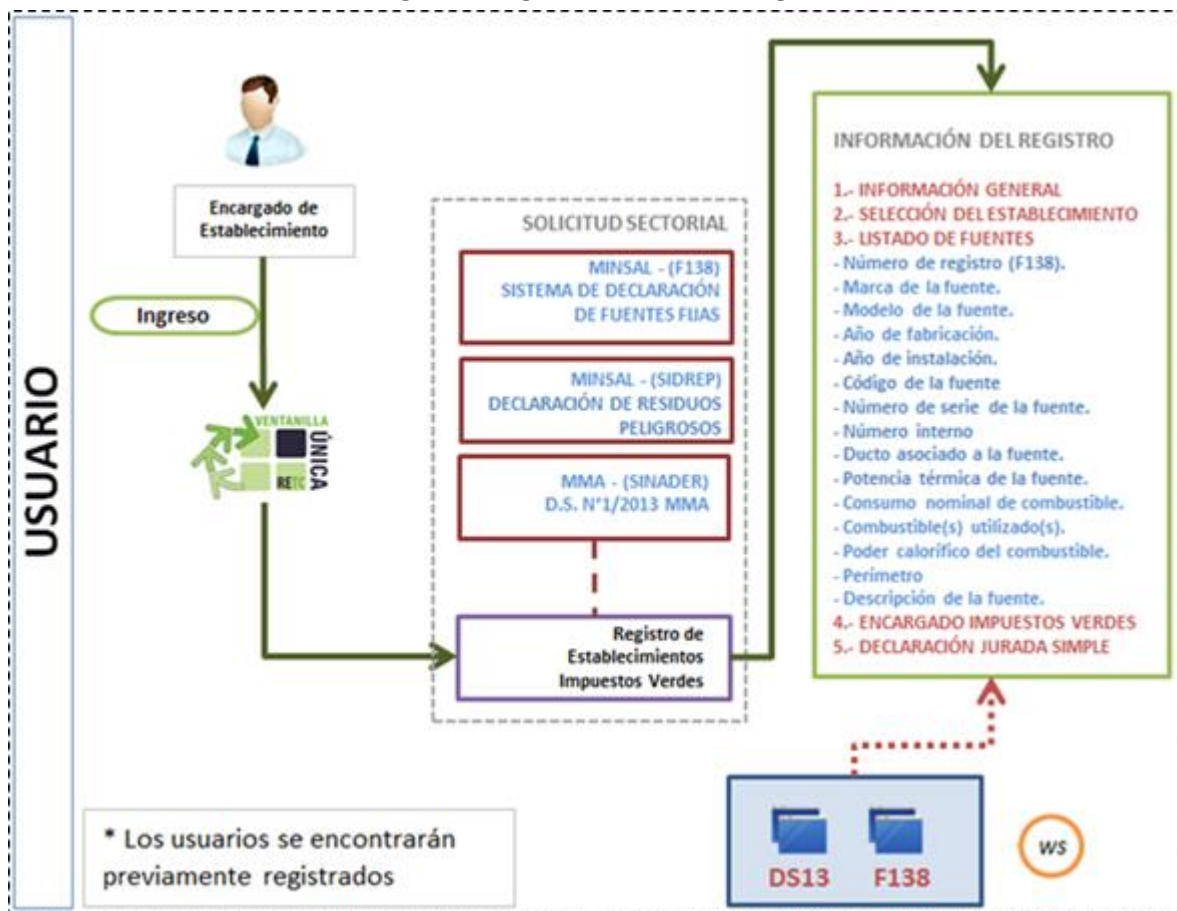 USUARIO
Encargado de
Establecimiento
Ingreso
VENTANILLA
ÚNICA
RETC
SOLICITUD SECTORIAL
MINSAL - (F138)
SISTEMA DE DECLARACIÓN
DE FUENTES FIJAS
MINSAL - (SIDREP)
DECLARACIÓN DE RESIDUOS
PELIGROSOS
MMA - (SINADER)
D.S. N°1/2013 MMA
Registro de
Establecimientos
Impuestos Verdes
INFORMACIÓN DEL REGISTRO
1.- INFORMACIÓN GENERAL
2.- SELECCIÓN DEL ESTABLECIMIENTO
3.- LISTADO DE FUENTES
- Número de registro (F138).
- Marca de la fuente.
- Modelo de la fuente.
- Año de fabricación.
- Año de instalación.
- Código de la fuente
- Número de serie de la fuente.
- Número interno
- Ducto asociado a la fuente.
- Potencia térmica de la fuente.
- Consumo nominal de combustible.
- Combustible(s) utilizado(s).
- Poder calorífico del combustible.
- Perímetro
- Descripción de la fuente.
4.- ENCARGADO IMPUESTOS VERDES
5.- DECLARACIÓN JURADA SIMPLE
* Los usuarios se encontrarán
previamente registrados
DS13 F138
WS